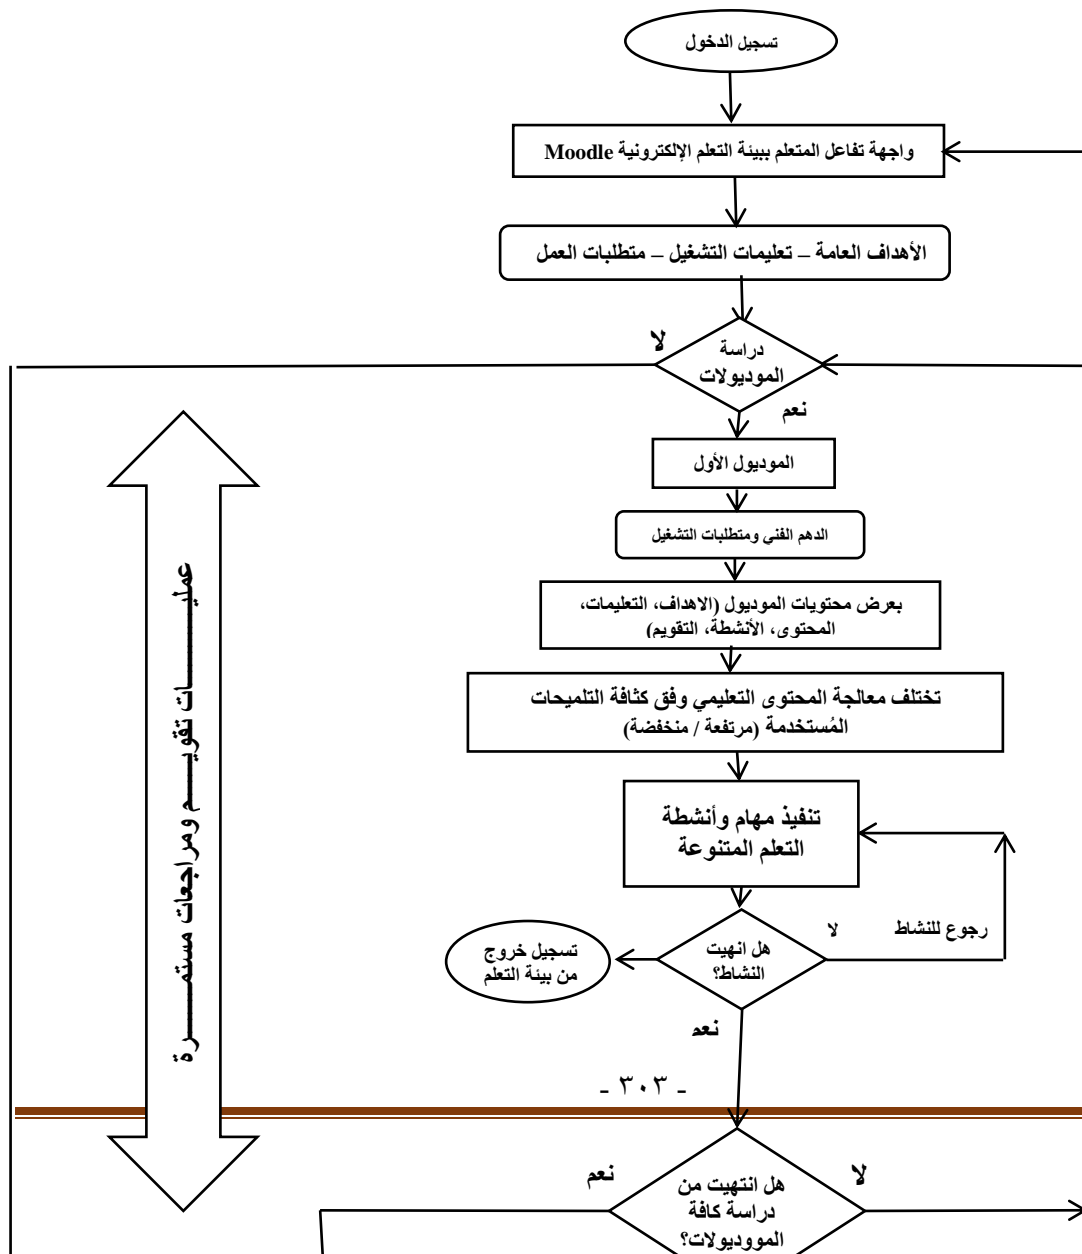 تسجيل الدخول
واجهة تفاعل المتعلم ببيئة التعلم الإلكترونية Moodle
الأهداف العامة – تعليمات التشغيل – متطلبات العمل
لا
دراسة
الموديولات
نعم
الموديول الأول
الدهم الفني ومتطلبات التشغيل
بعرض محتويات الموديول (الاهداف، التعليمات،
المحتوى، الأنشطة، التقويم)
تختلف معالجة المحتوى التعليمي وفق كثافة التلميحات
المُستخدمة (مرتفعة / منخفضة)
تنفيذ مهام وأنشطة
التعلم المتنوعة
رجوع للنشاط
لا
هل انهيت
النشاط؟
تسجيل خروج
من بيئة التعلم
نعم
عمليـــــــات تقويـــــم ومراجعات مستمـــــــرة
- ٣٠٣ -
لا
نعم
هل انتهيت من
دراسة كافة
المووديولات؟